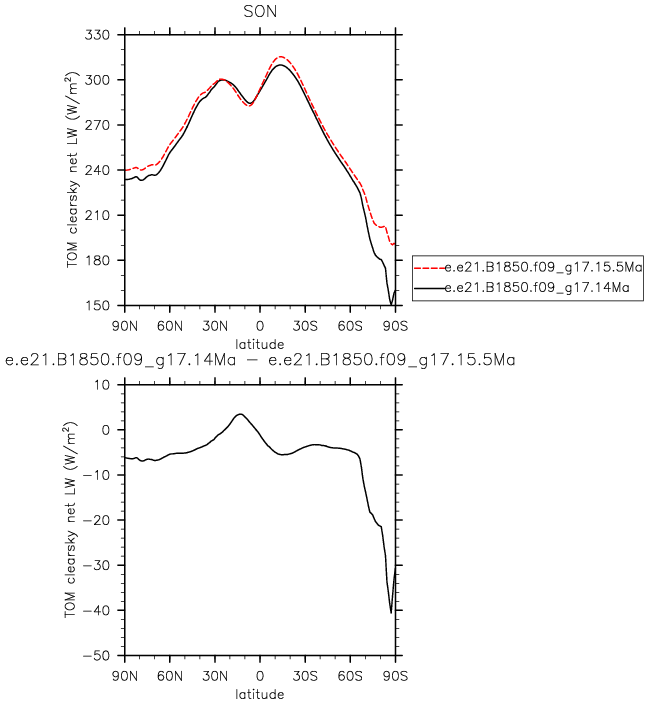 SON
TOM clearsky net LW (W/m²)
330
300
270
240
210
180
150
90N 60N 30N 0 30S 60S 90S
latitude
e.e21.B1850.f09_g17.15.5Ma
e.e21.B1850.f09_g17.14Ma
e.e21.B1850.f09_g17.14Ma − e.e21.B1850.f09_g17.15.5Ma
TOM clearsky net LW (W/m²)
10
0
−10
−20
−30
−40
−50
90N 60N 30N 0 30S 60S 90S
latitude